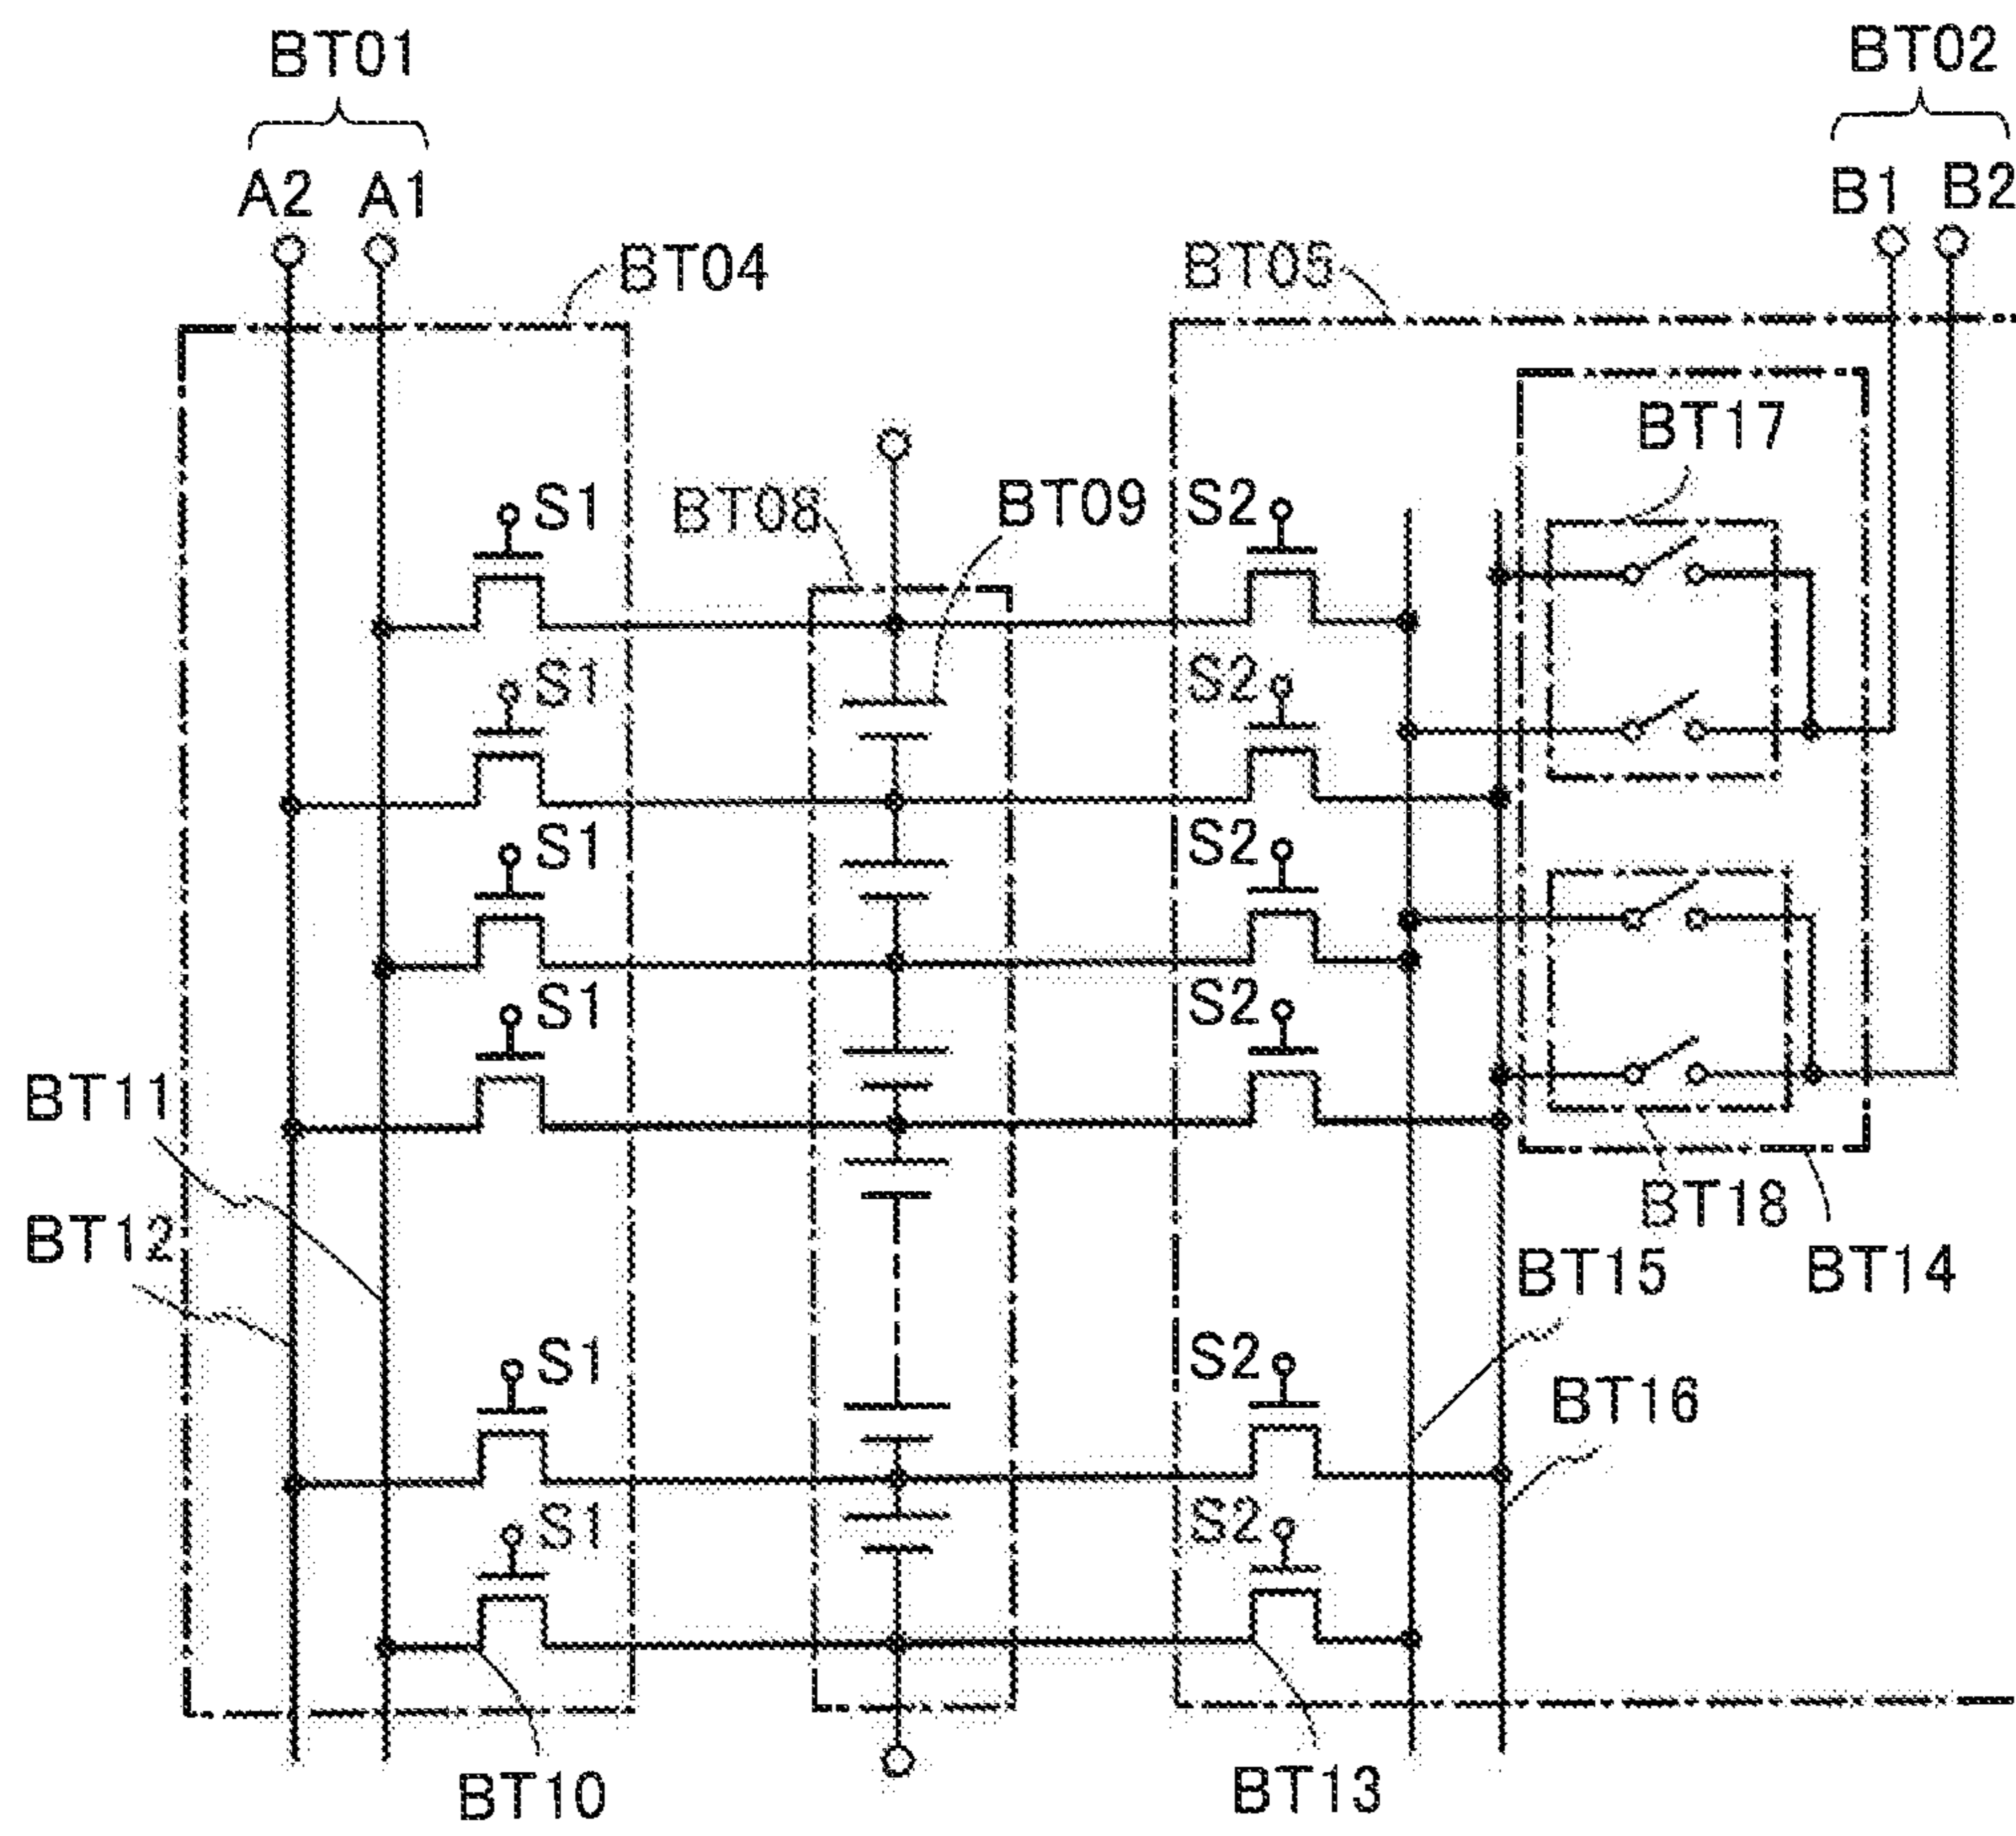 BT01
BT02
A2 A1
B1 B2
BT04
BT05
BT17
S1
BT08
BT09
S2
S1
S2
S1
S2
S1
S2
BT11
BT18
BT12
BT15
BT14
S1
S2
BT16
S1
S2
BT10
BT13